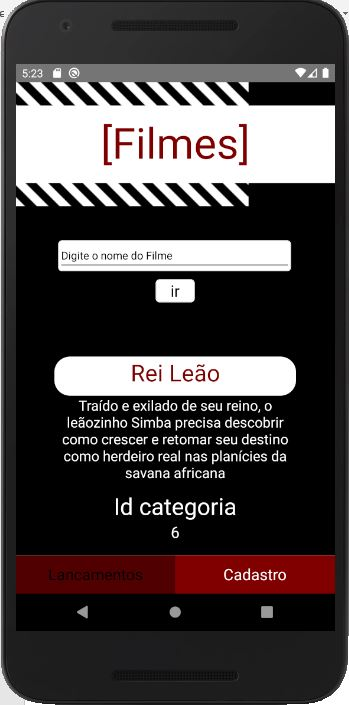 5:23
[Filmes]
Digite o nome do Filme
ir
Rei Leão
Traído e exilado de seu reino, o
leãozinho Simba precisa descobrir
como crescer e retomar seu destino
como herdeiro real nas planícies da
savana africana
Id categoria
6
Lancamentos Cadastro